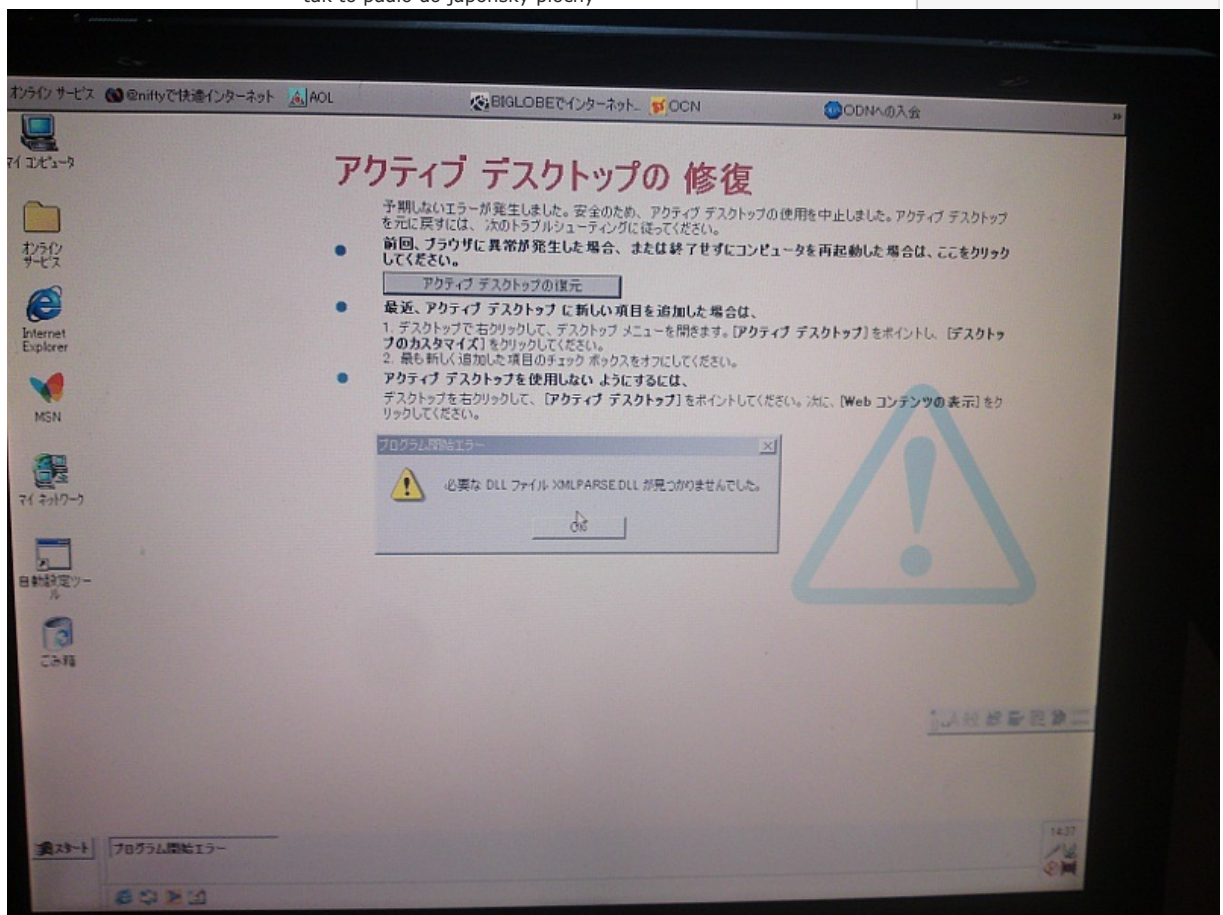 tak to padlo do japonský plochy
オンライン サービス @niftyで快適インターネット AOL BIGLOBEでインターネット... OCN ODNへの入会 »
マイ コンピュータ
オンライン
サービス
Internet
Explorer
MSN
マイ ネットワーク
自動設定ツー
ル
ごみ箱
アクティブ デスクトップの 修復
予期しないエラーが発生しました。安全のため、アクティブ デスクトップの使用を中止しました。アクティブ デスクトップ
を元に戻すには、次のトラブルシューティングに従ってください。
前回、ブラウザに異常が発生した場合、または終了せずにコンピュータを再起動した場合は、ここをクリック
してください。
アクティブ デスクトップの復元
最近、アクティブ デスクトップ に新しい項目を追加した場合は、
1. デスクトップで右クリックして、デスクトップ メニューを開きます。[アクティブ デスクトップ] をポイントし、[デスクトッ
プのカスタマイズ] をクリックしてください。
2. 最も新しく追加した項目のチェック ボックスをオフにしてください。
アクティブ デスクトップを使用しない ようにするには、
デスクトップを右クリックして、[アクティブ デスクトップ] をポイントしてください。次に、[Web コンテンツの表示] をク
リックしてください。
プログラム開始エラー
必要な DLL ファイル XMLPARSE.DLL が見つかりませんでした。
OK
スタート プログラム開始エラー
14:37